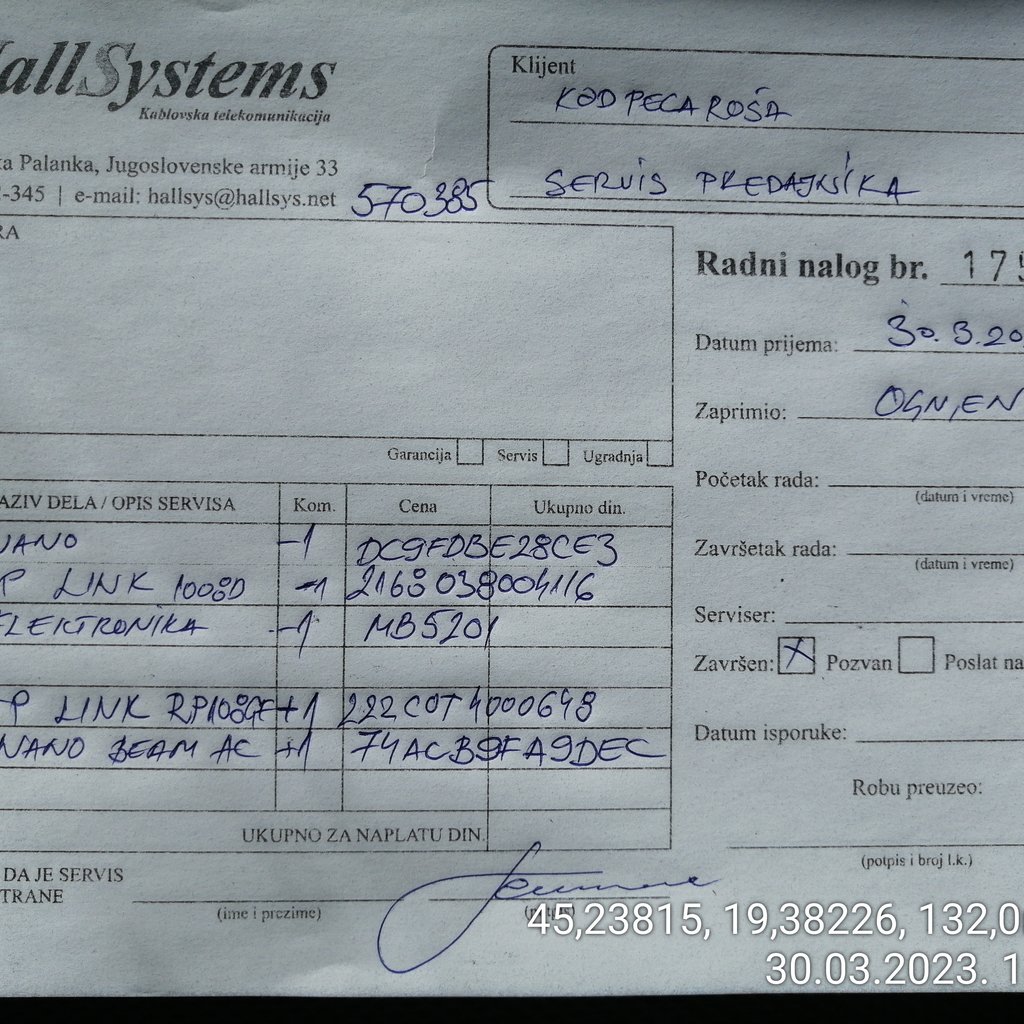 HallSystems
Kablovska telekomunikacija
Palanka, Jugoslovenske armije 33
2-345 | e-mail: hallsys@hallsys.net
570385
Klijent
KOD PECAROŠA
SERVIS PREDAJNIKA
RA
Garancija Servis Ugradnja
Radni nalog br. 179
Datum prijema: 30.3.20
Zaprimio: OGNJEN
Početak rada:
(datum i vreme)
Završetak rada:
(datum i vreme)
Serviser:
Završen: X Pozvan Poslat na
Datum isporuke:
Robu preuzeo:
(potpis i broj l.k.)
AZIV DELA / OPIS SERVISA Kom. Cena Ukupno din.
NANO -1 DC9FDBE28CE3
P LINK 1008D -1 2168038004116
ELEKTRONIKA -1 MB5201
P LINK RP108GE +1 222C0T4000648
NANO BEAM AC +1 74ACB9FA9DEC
UKUPNO ZA NAPLATU DIN.
DA JE SERVIS
TRANE
(ime i prezime)
45,23815, 19,38226, 132,0
30.03.2023. 1